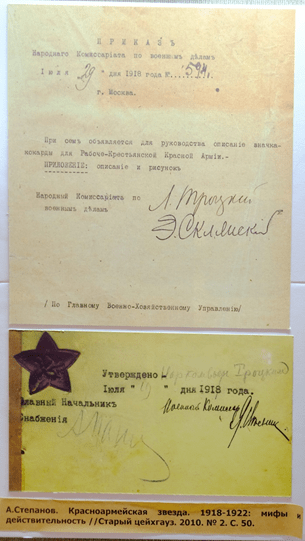 ПРИКАЗЪ
Народнаго Комиссаріата по военнымъ дѣламъ
Іюля 29 " дня 1918 года №
г. Москва.
При семъ объявляется для руководства описаніе значка-
кокарды для Рабоче-Крестьянской Красной Арміи.-
ПРИЛОЖЕНІЕ: описаніе и рисунокъ
Народный Комиссаріатъ по
военнымъ дѣламъ
Л. Троцкий
Э. Склянский
/ По Главному Военно-Хозяйственному Управленію/
Утверждено Наркомвоен Троцкий
Іюля " " дня 1918 года.
Главный Начальникъ
Снабженія
А.Степанов. Красноармейская звезда. 1918-1922: мифы и
действительность //Старый цейхгауз. 2010. № 2. С. 50.